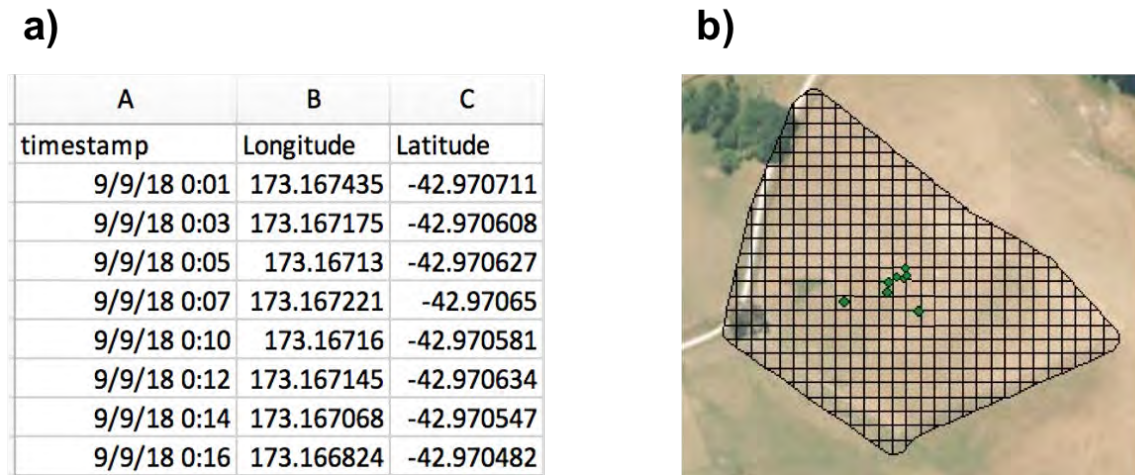 a) b)
A B C
timestamp Longitude Latitude
9/9/18 0:01 173.167435 -42.970711
9/9/18 0:03 173.167175 -42.970608
9/9/18 0:05 173.16713 -42.970627
9/9/18 0:07 173.167221 -42.97065
9/9/18 0:10 173.16716 -42.970581
9/9/18 0:12 173.167145 -42.970634
9/9/18 0:14 173.167068 -42.970547
9/9/18 0:16 173.166824 -42.970482